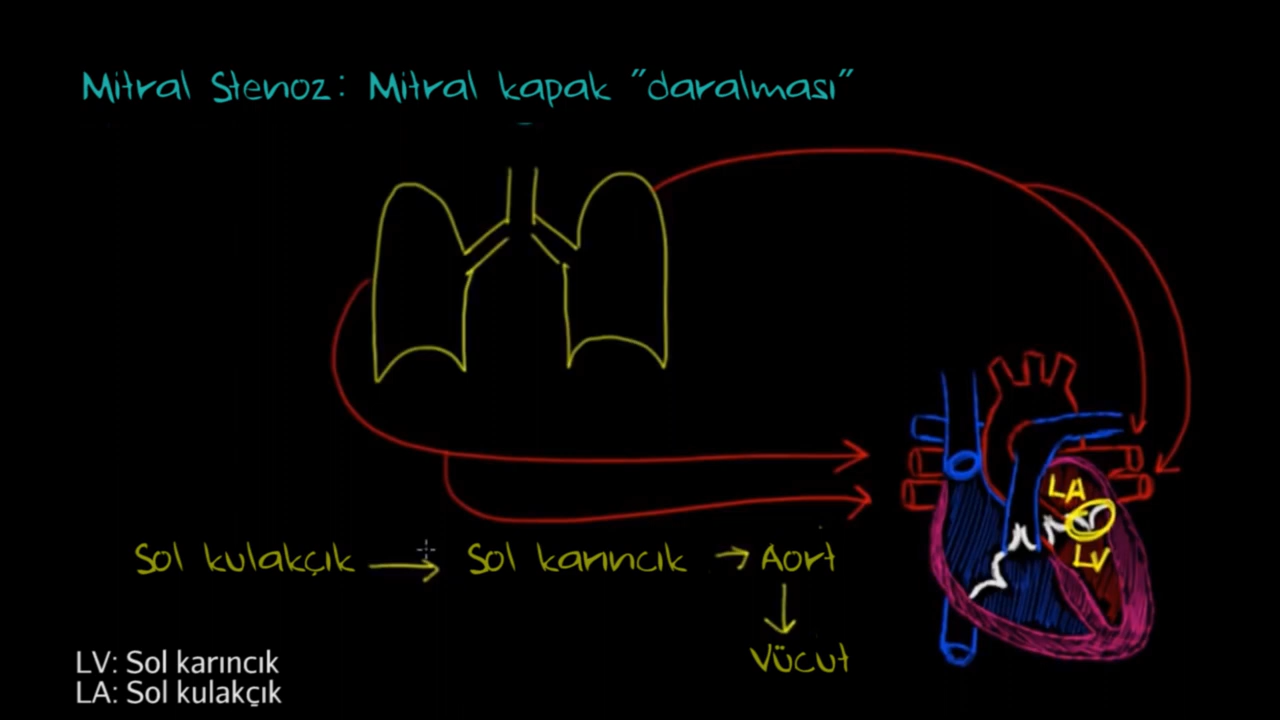 Mitral Stenoz: Mitral kapak "daralması"
LA
LV
Sol kulakçık → Sol karıncık → Aort
↓
Vücut
LV: Sol karıncık
LA: Sol kulakçık